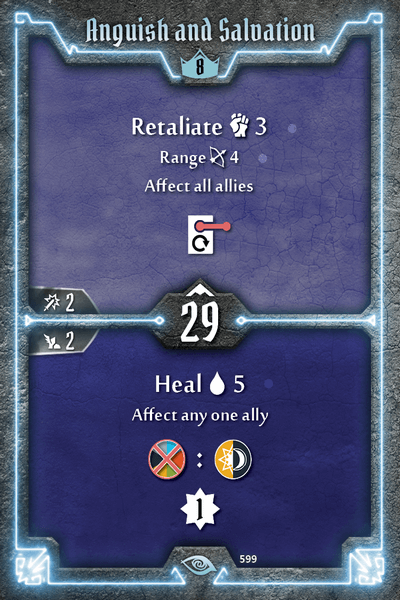 Anguish and Salvation
8
Retaliate 3
Range 4
Affect all allies
2
29
2
Heal 5
Affect any one ally
:
1
599